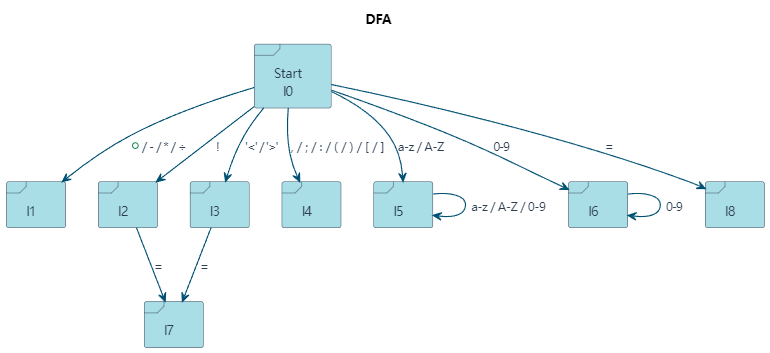 DFA
Start
I0
/ - / * / ÷
!
'<'/'>'
, / ; / : / ( / ) / [ / ]
a-z / A-Z
0-9
=
I1
I2
I3
I4
I5
a-z / A-Z / 0-9
I6
0-9
I8
=
=
I7